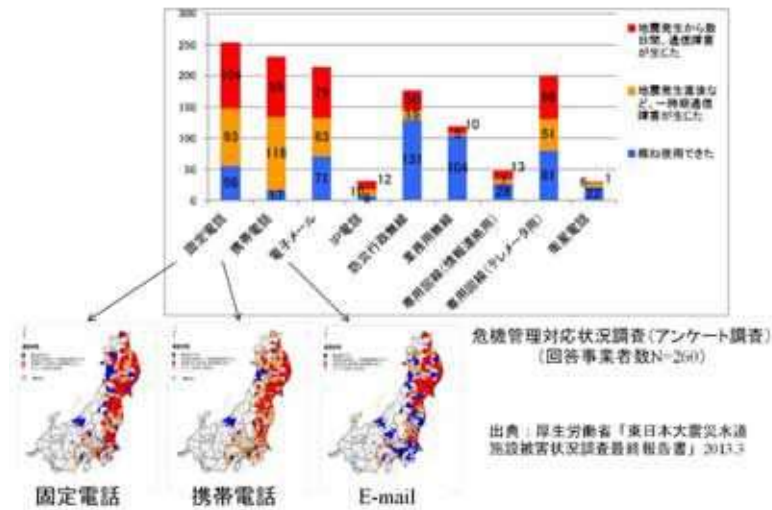 300
250
200
150
100
50
0
104
93
56
118
79
63
71
12
50
131
10
104
13
68
51
81
6
1
22
地震発生から数
日間、通信障害
が生じた
地震発生直後な
ど、一時期通信
障害が生じた
概ね使用できた
固定電話
携帯電話
電子メール
IP電話
防災行政無線
業務用無線
専用回線(情報連絡用)
専用回線(テレメータ用)
衛星電話
危機管理対応状況調査(アンケート調査)
(回答事業者数N=260)
出典:厚生労働省「東日本大震災水道
施設被害状況調査最終報告書」2013.3
固定電話
携帯電話
E-mail